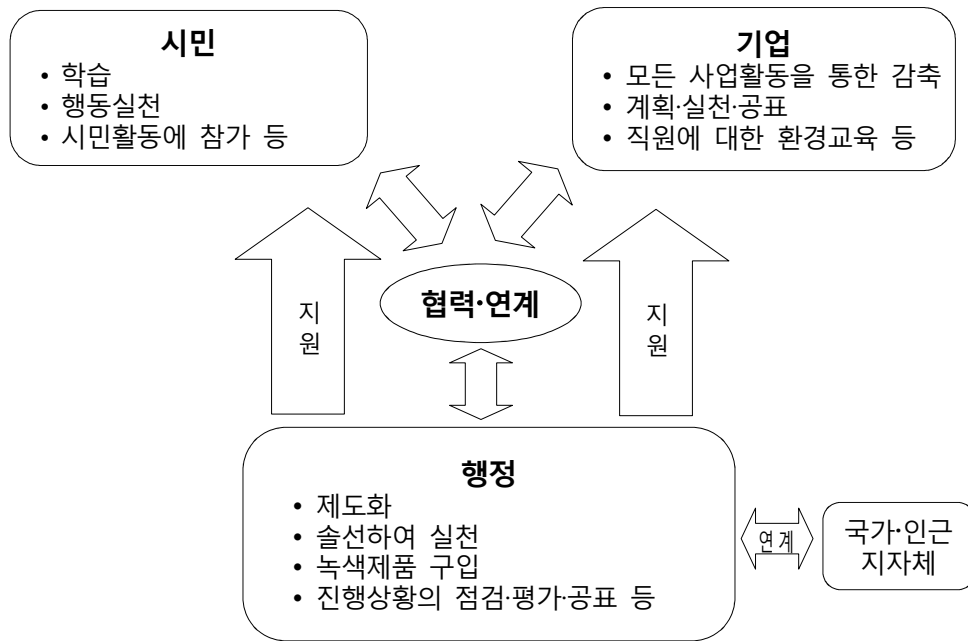 시민
• 학습
• 행동실천
• 시민활동에 참가 등
기업
• 모든 사업활동을 통한 감축
• 계획·실천·공표
• 직원에 대한 환경교육 등
지
원
협력·연계
지
원
행정
• 제도화
• 솔선하여 실천
• 녹색제품 구입
• 진행상황의 점검·평가·공표 등
연계
국가·인근
지자체